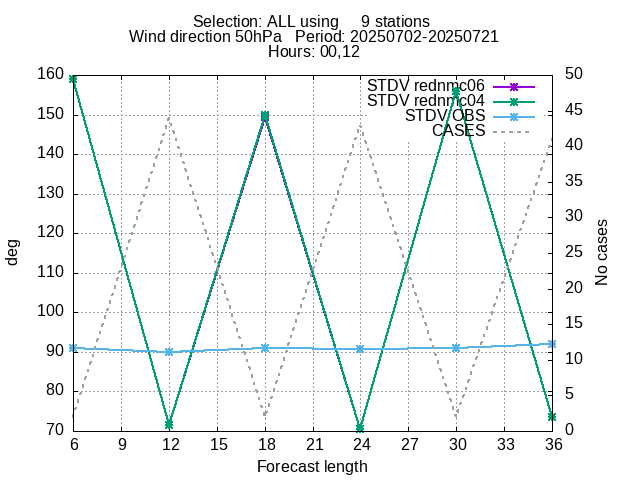 Selection: ALL using 9 stations
Wind direction 50hPa Period: 20250702-20250721
Hours: 00,12
STDV rednmc06
STDV rednmc04
STDV OBS
CASES
deg
160
150
140
130
120
110
100
90
80
70
50
45
40
35
30
25
20
15
10
5
0
No cases
6 9 12 15 18 21 24 27 30 33 36
Forecast length